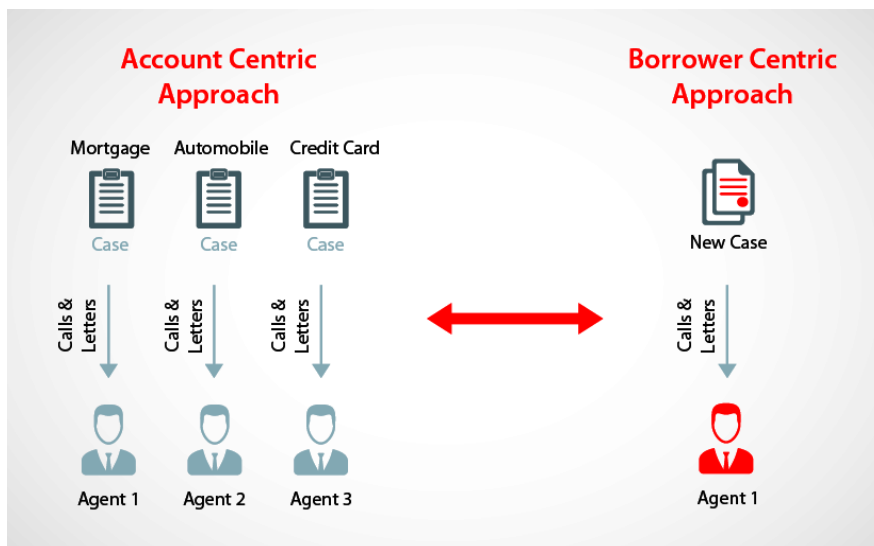 Account Centric
Approach
Borrower Centric
Approach
Mortgage
Automobile
Credit Card
Case
Case
Case
New Case
Calls &
Letters
Calls &
Letters
Calls &
Letters
Calls &
Letters
Agent 1
Agent 2
Agent 3
Agent 1